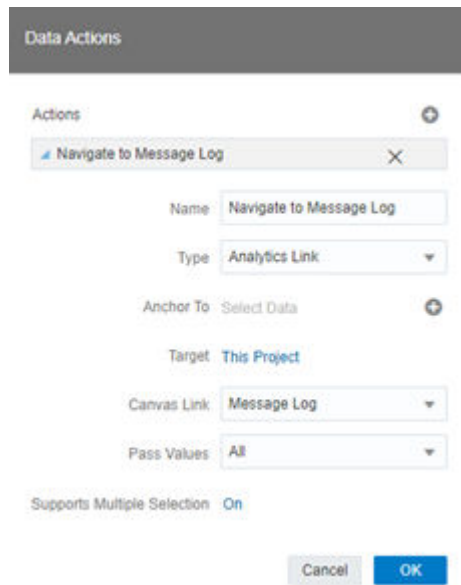 Data Actions
Actions
Navigate to Message Log
Name Navigate to Message Log
Type Analytics Link
Anchor To Select Data
Target This Project
Canvas Link Message Log
Pass Values All
Supports Multiple Selection On
Cancel OK